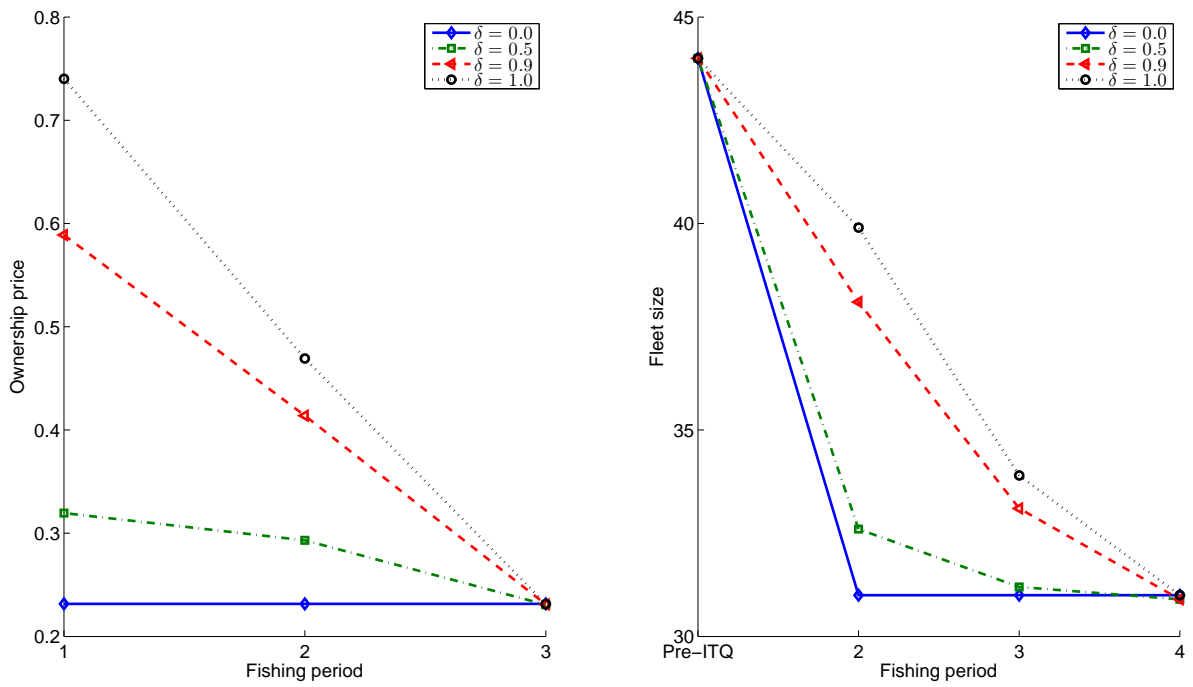 0.8
0.7
0.6
0.5
0.4
0.3
0.2
1
2
3
Ownership price
Fishing period
δ = 0.0
δ = 0.5
δ = 0.9
δ = 1.0
45
40
35
30
Pre−ITQ
2
3
4
Fleet size
Fishing period
δ = 0.0
δ = 0.5
δ = 0.9
δ = 1.0